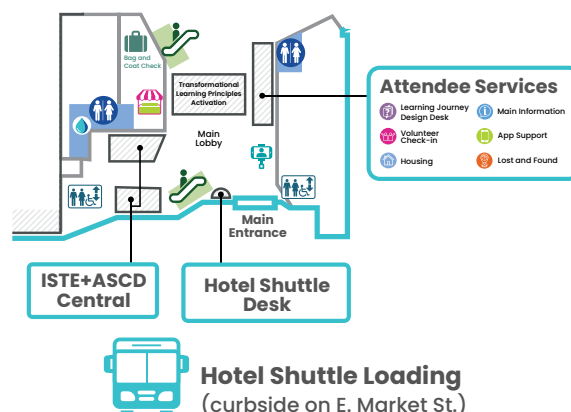 Bag and
Coat Check
Transformational
Learning Principles
Activation
Main
Lobby
Attendee Services
Learning Journey
Design Desk
Main Information
Volunteer
Check-in
App Support
Housing
Lost and Found
Main
Entrance
ISTE+ASCD
Central
Hotel Shuttle
Desk
Hotel Shuttle Loading
(curbside on E. Market St.)